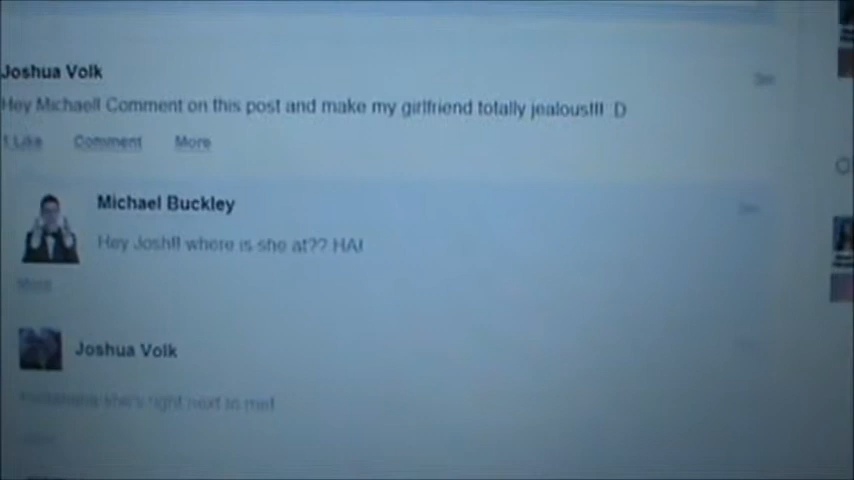 Joshua Volk
Hey Michael! Comment on this post and make my girlfriend totally jealous!!! :D
1 Like Comment More
Michael Buckley
Hey Josh!! where is she at?? HA!
More
Joshua Volk
she's right next to me!